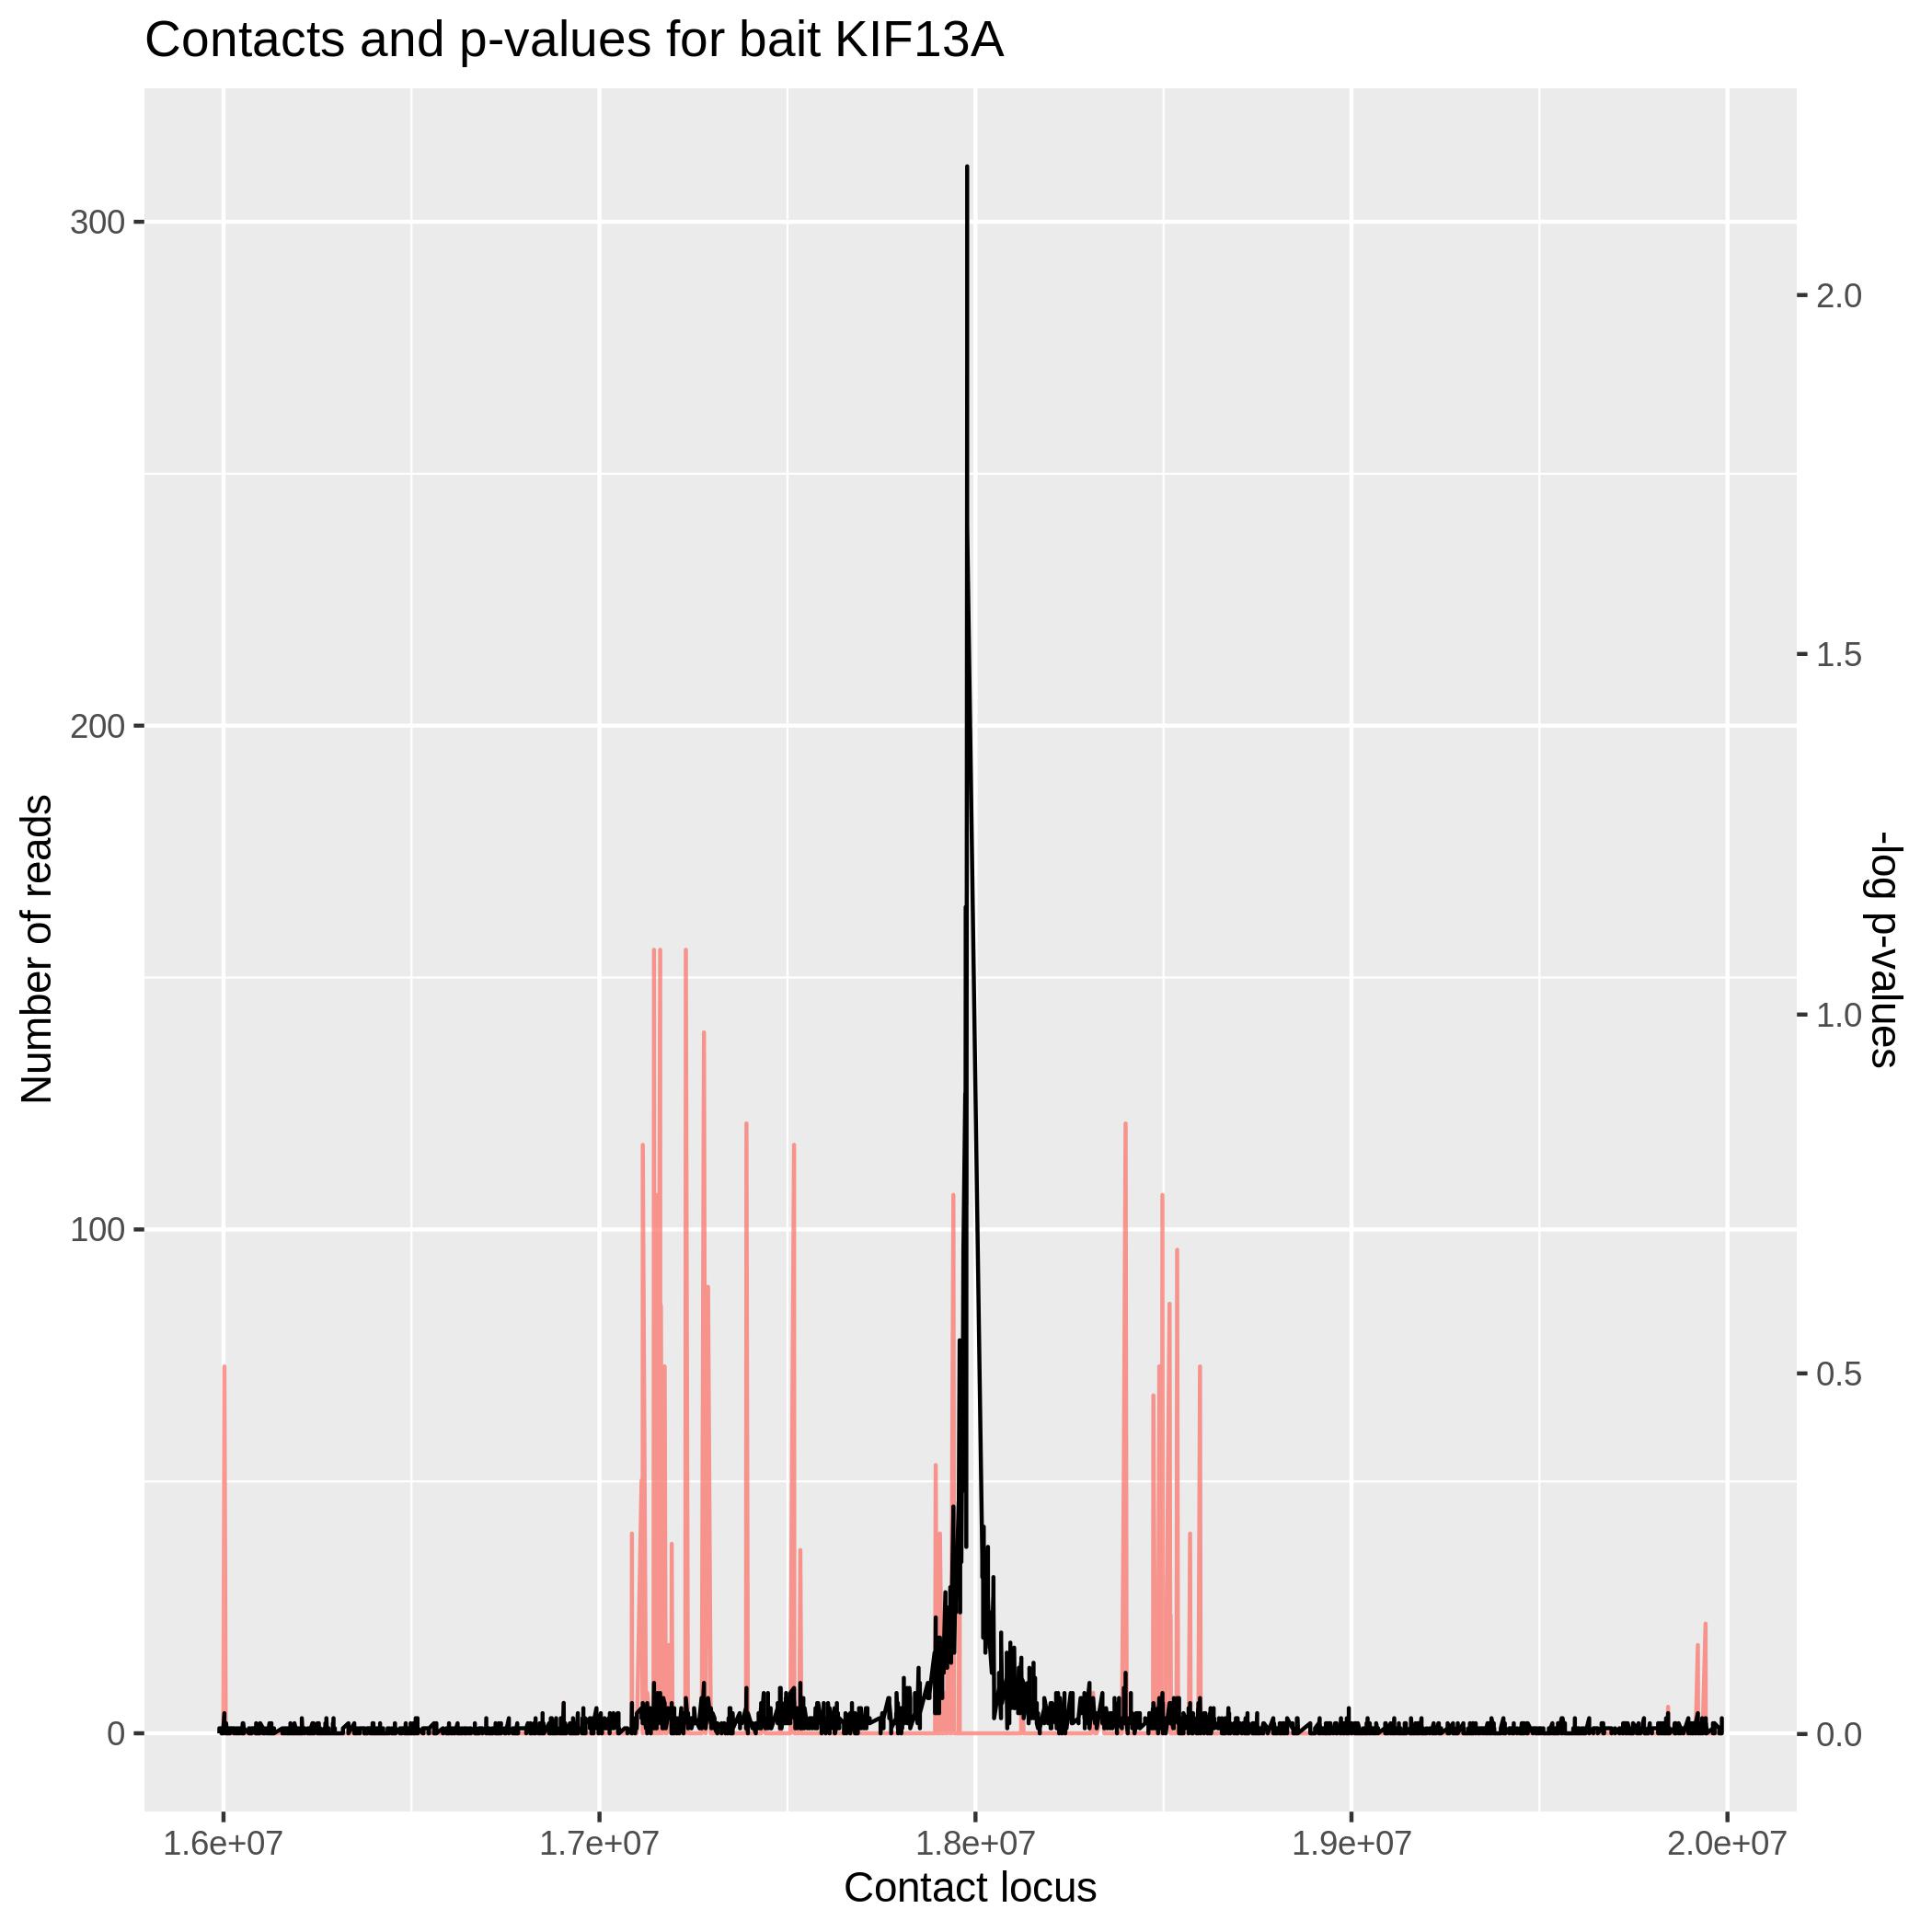 Contacts and p-values for bait KIF13A
300
200
100
0
Number of reads
2.0
1.5
1.0
0.5
0.0
-log p-values
1.6e+07
1.7e+07
1.8e+07
1.9e+07
2.0e+07
Contact locus